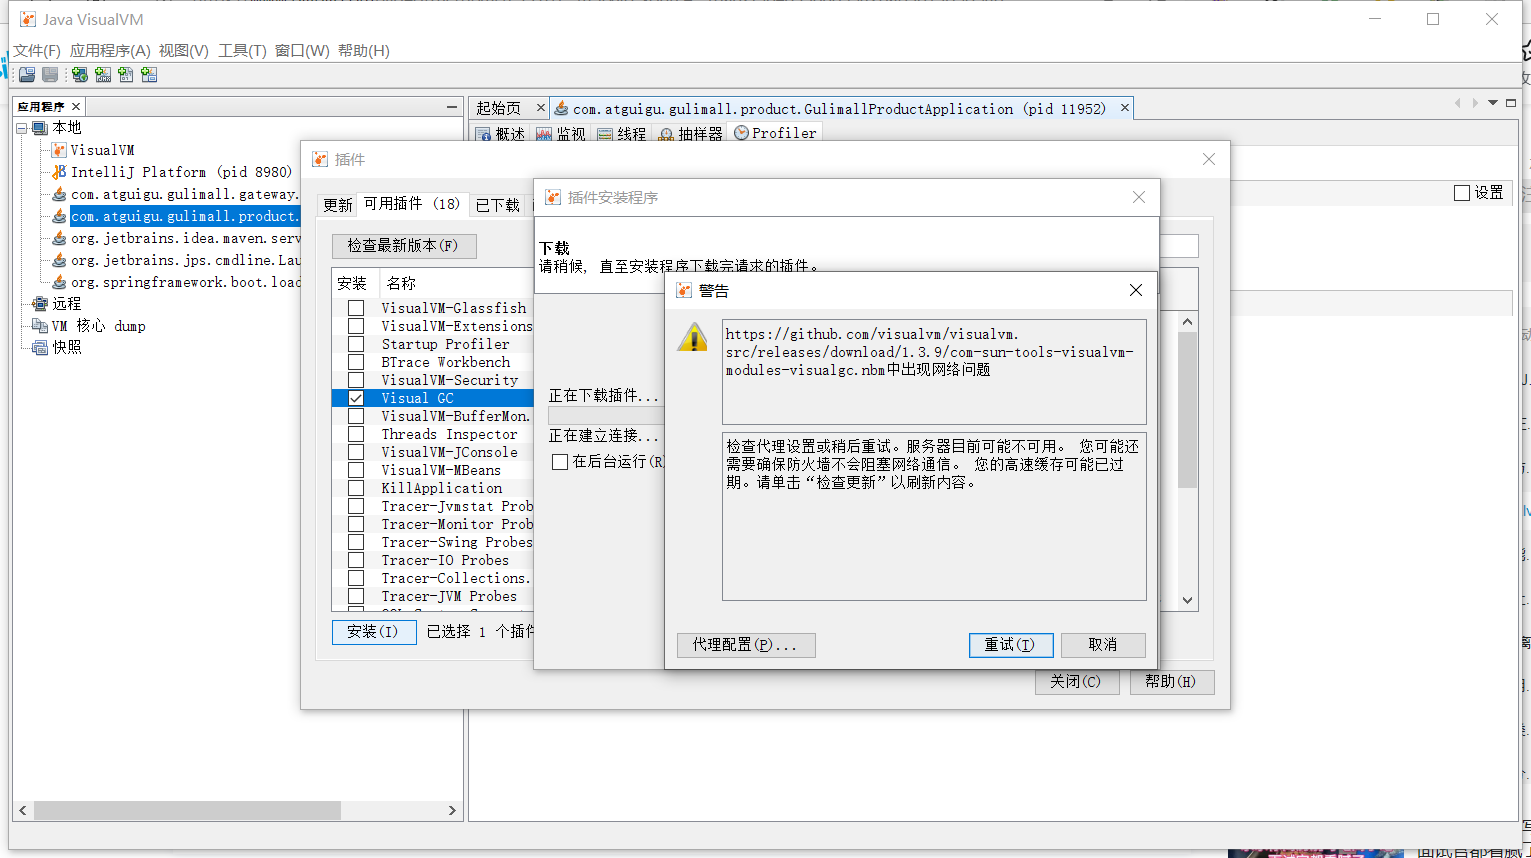 Java VisualVM
文件(F) 应用程序(A) 视图(V) 工具(T) 窗口(W) 帮助(H)
应用程序
本地
VisualVM
IntelliJ Platform (pid 8980)
com.atguigu.gulimall.gateway.
com.atguigu.gulimall.product.
org.jetbrains.idea.maven.serv
org.jetbrains.jps.cmdline.Lau
org.springframework.boot.load
远程
VM 核心 dump
快照
起始页
com.atguigu.gulimall.product.GulimallProductApplication (pid 11952)
概述 监视 线程 抽样器 Profiler
设置
插件
更新 可用插件 (18) 已下载
检查最新版本(F)
安装 名称
VisualVM-Glassfish
VisualVM-Extensions
Startup Profiler
BTrace Workbench
VisualVM-Security
Visual GC
VisualVM-BufferMon.
Threads Inspector
VisualVM-JConsole
VisualVM-MBeans
KillApplication
Tracer-Jvmstat Prob
Tracer-Monitor Prob
Tracer-Swing Probes
Tracer-IO Probes
Tracer-Collections.
Tracer-JVM Probes
安装(I) 已选择 1 个插件
关闭(C) 帮助(H)
插件安装程序
下载
请稍候, 直至安装程序下载完请求的插件。
正在下载插件...
正在建立连接...
在后台运行(R)
警告
https://github.com/visualvm/visualvm.
src/releases/download/1.3.9/com-sun-tools-visualvm-
modules-visualgc.nbm中出现网络问题
检查代理设置或稍后重试。服务器目前可能不可用。 您可能还
需要确保防火墙不会阻塞网络通信。 您的高速缓存可能已过
期。请单击“检查更新”以刷新内容。
代理配置(P)... 重试(T) 取消